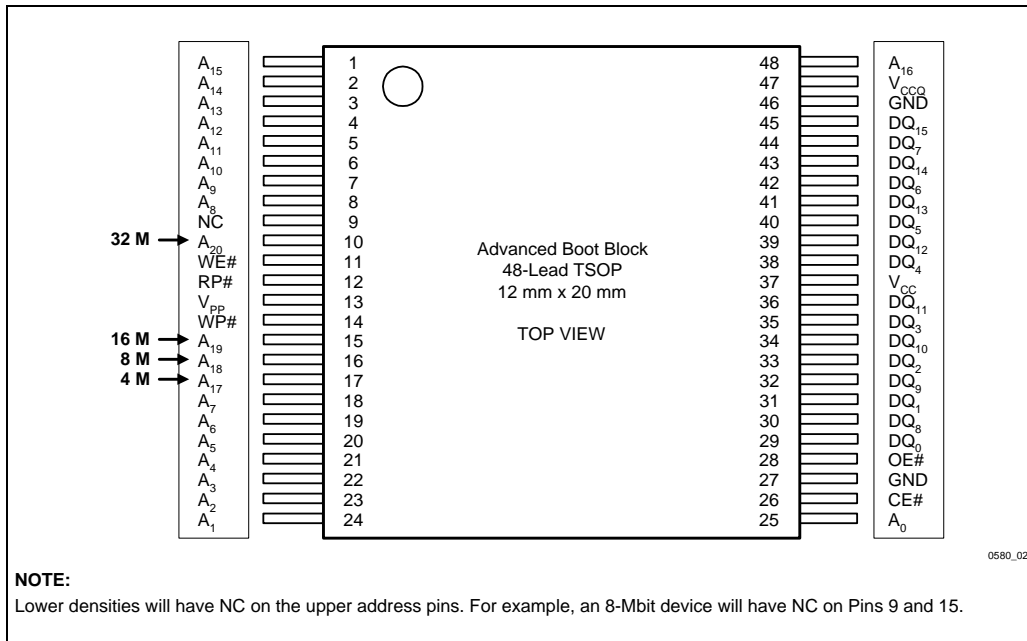 A15 1 48 A16
A14 2 47 VCCQ
A13 3 46 GND
A12 4 45 DQ15
A11 5 44 DQ7
A10 6 43 DQ14
A9 7 42 DQ6
A8 8 41 DQ13
NC 9 40 DQ5
32 M A20 10 39 DQ12
WE# 11 38 DQ4
RP# 12 37 VCC
VPP 13 36 DQ11
WP# 14 35 DQ3
16 M A19 15 34 DQ10
8 M A18 16 33 DQ2
4 M A17 17 32 DQ9
A7 18 31 DQ1
A6 19 30 DQ8
A5 20 29 DQ0
A4 21 28 OE#
A3 22 27 GND
A2 23 26 CE#
A1 24 25 A0
Advanced Boot Block
48-Lead TSOP
12 mm x 20 mm
TOP VIEW
0580_02
NOTE:
Lower densities will have NC on the upper address pins. For example, an 8-Mbit device will have NC on Pins 9 and 15.